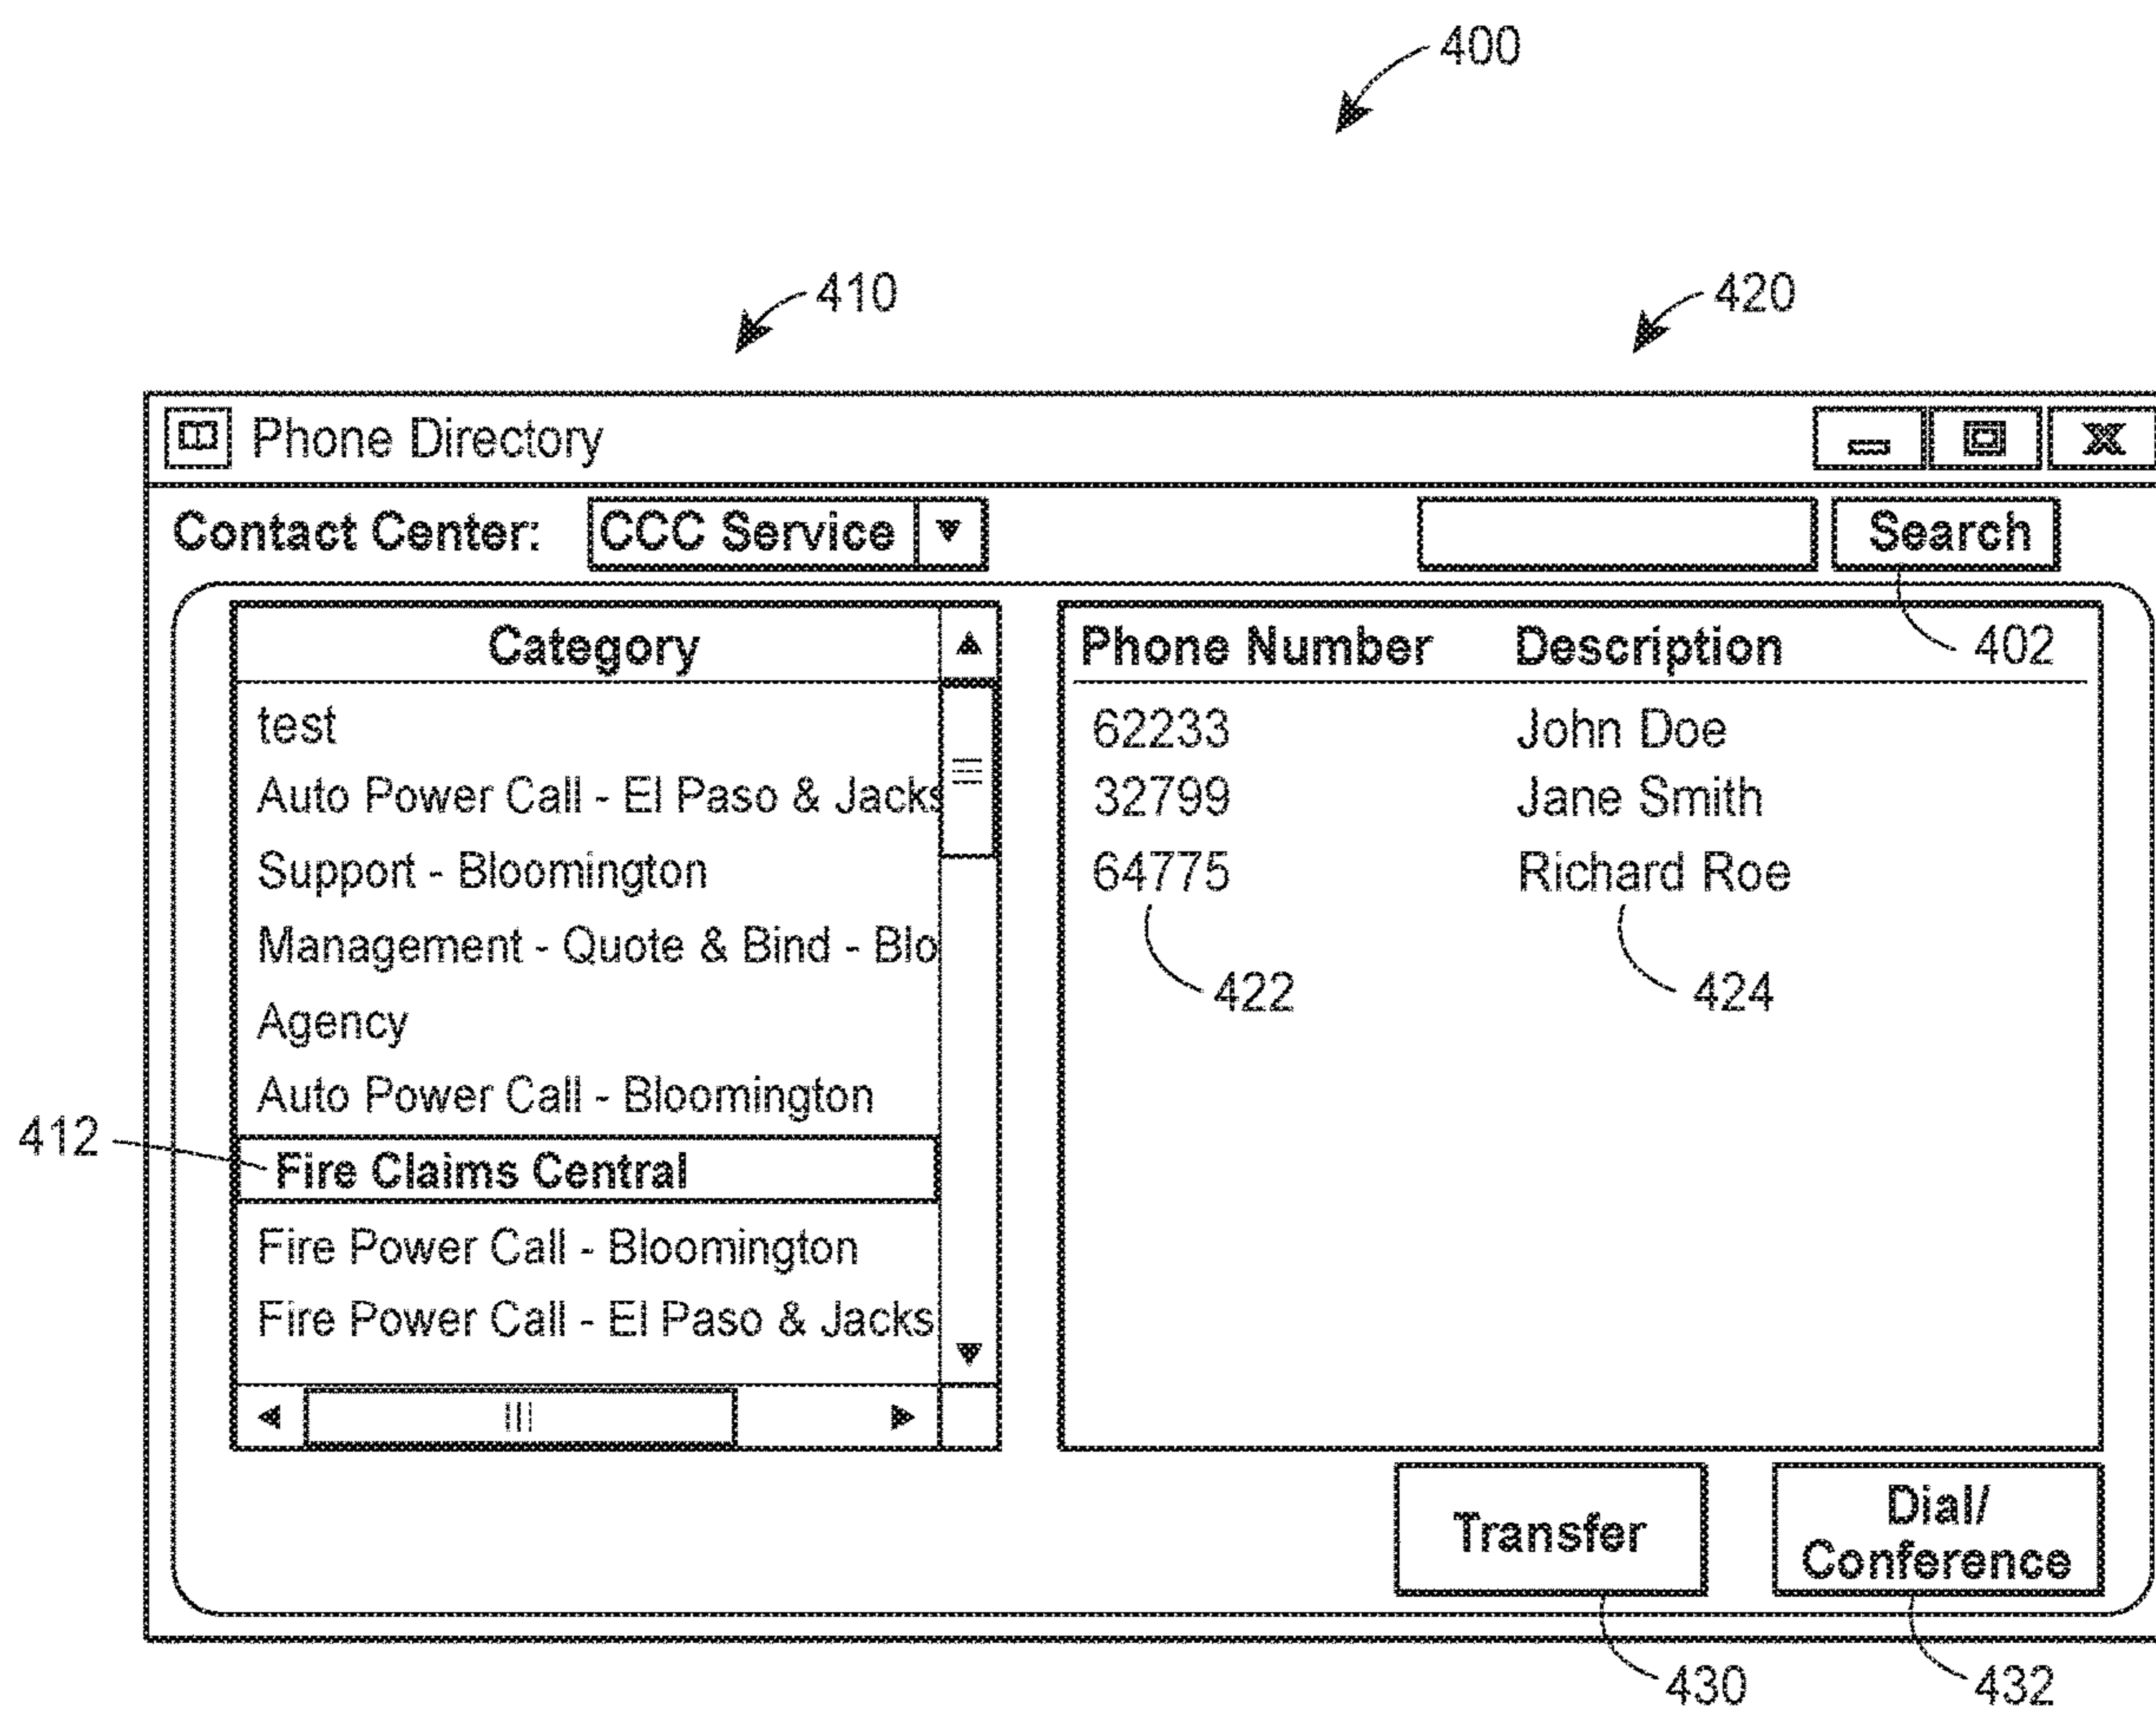 400
410
420
Phone Directory
Contact Center: CCC Service Search
Category
test
Auto Power Call - El Paso & Jacks
Support - Bloomington
Management - Quote & Bind - Blo
Agency
Auto Power Call - Bloomington
412
Fire Claims Central
Fire Power Call - Bloomington
Fire Power Call - El Paso & Jacks
Phone Number Description 402
62233 John Doe
32799 Jane Smith
64775 Richard Roe
422 424
Transfer
Dial/
Conference
430 432